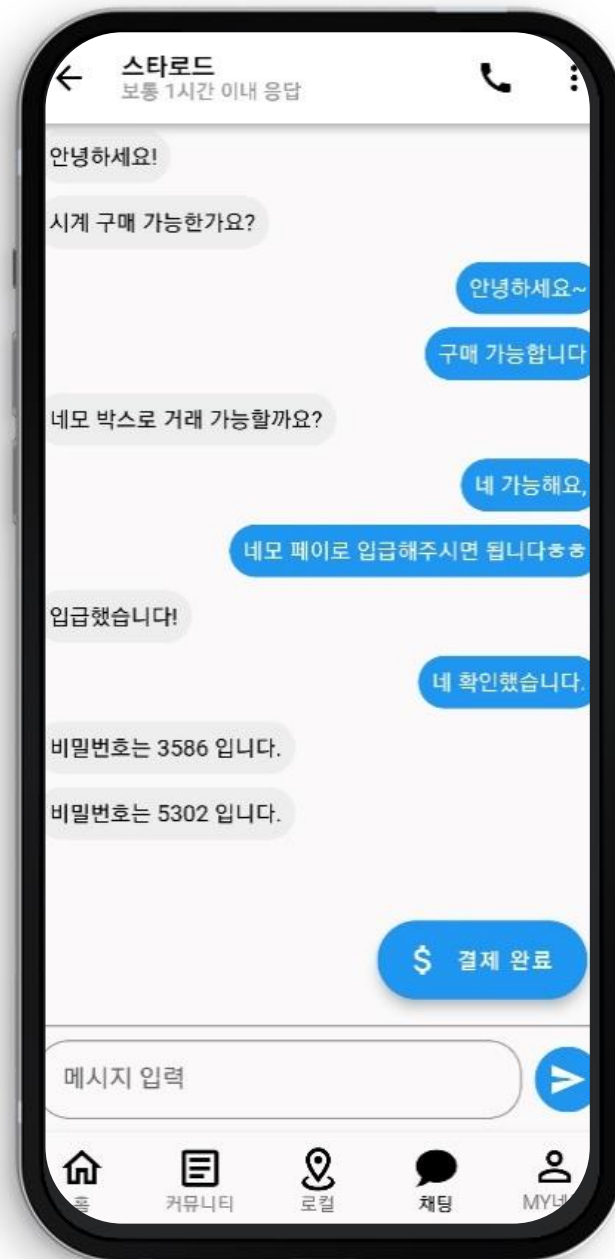 스타로드
보통 1시간 이내 응답
안녕하세요!
시계 구매 가능한가요?
안녕하세요~
구매 가능합니다
네모 박스로 거래 가능할까요?
네 가능해요,
네모 페이로 입급해주시면 됩니다ㅎㅎ
입급했습니다!
네 확인했습니다.
비밀번호는 3586 입니다.
비밀번호는 5302 입니다.
$ 결제 완료
메시지 입력
홈 커뮤니티 로컬 채팅 MY네